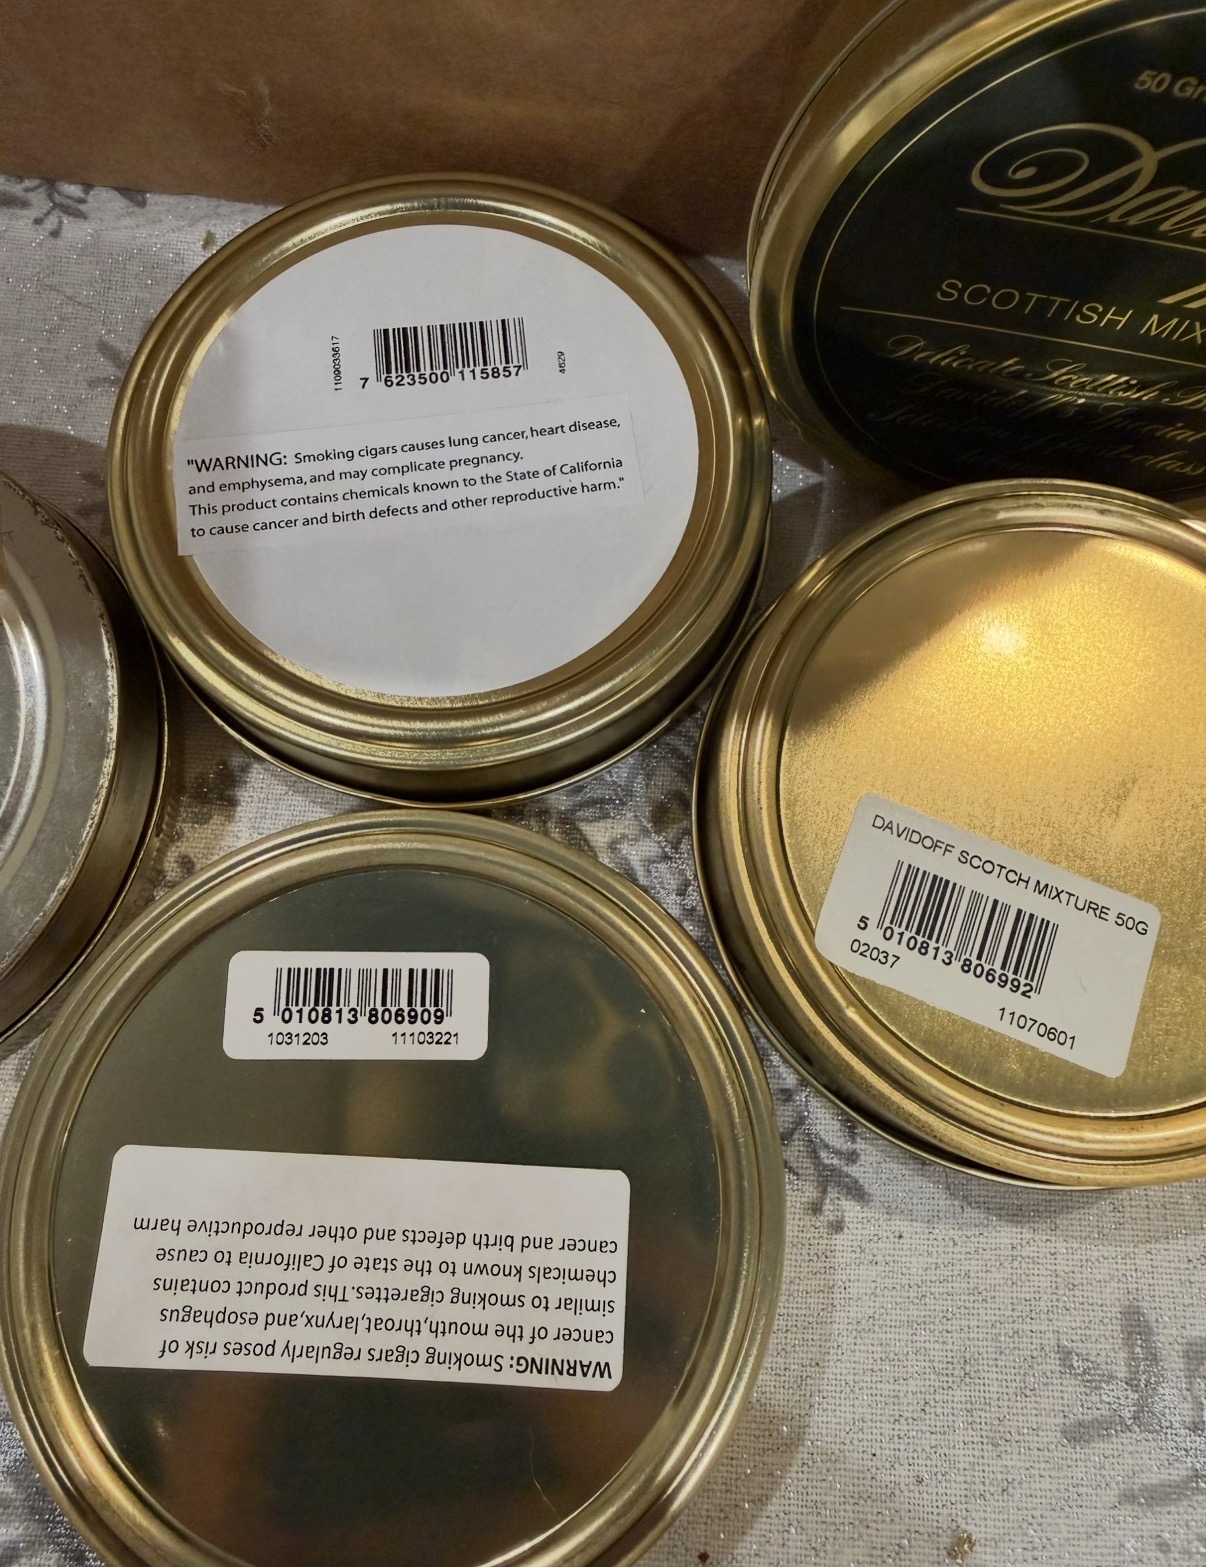 50 Gr
Dav
SCOTTISH MIX
Delicate Scottish
Special
1109033617
7 623500 115857
4629
"WARNING: Smoking cigars causes lung cancer, heart disease,
and emphysema, and may complicate pregnancy.
This product contains chemicals known to the State of California
to cause cancer and birth defects and other reproductive harm."
DAVIDOFF SCOTCH MIXTURE 50G
5 010813 806992
02037
11070601
5 010813 806909
1031203 11103221
WARNING: Smoking cigars regularly poses risk of
cancer of the mouth,throat,larynx,and esophagus
similar to smoking cigarettes.This product contains
chemicals known to the state of California to cause
cancer and birth defects and other reproductive harm